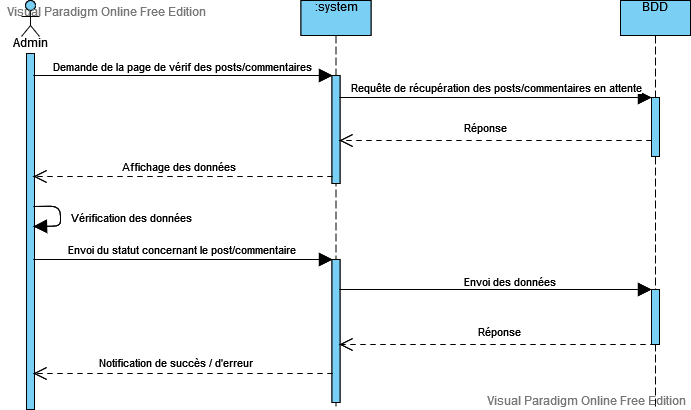 Visual Paradigm Online Free Edition
:system
BDD
Admin
Demande de la page de vérif des posts/commentaires
Requête de récupération des posts/commentaires en attente
Réponse
Affichage des données
Vérification des données
Envoi du statut concernant le post/commentaire
Envoi des données
Réponse
Notification de succès / d'erreur
Visual Paradigm Online Free Edition